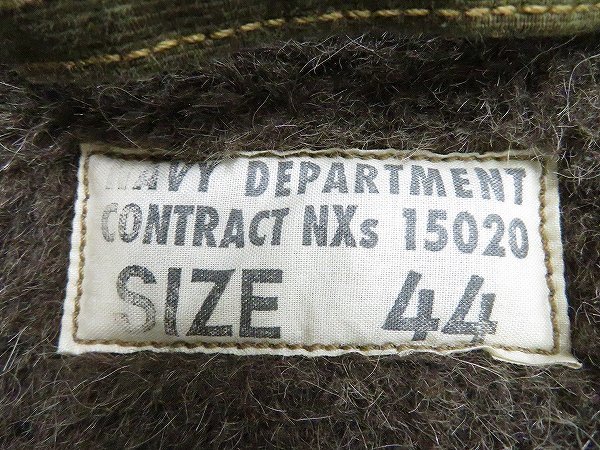 NAVY DEPARTMENT
CONTRACT NXs 15020
SIZE 44